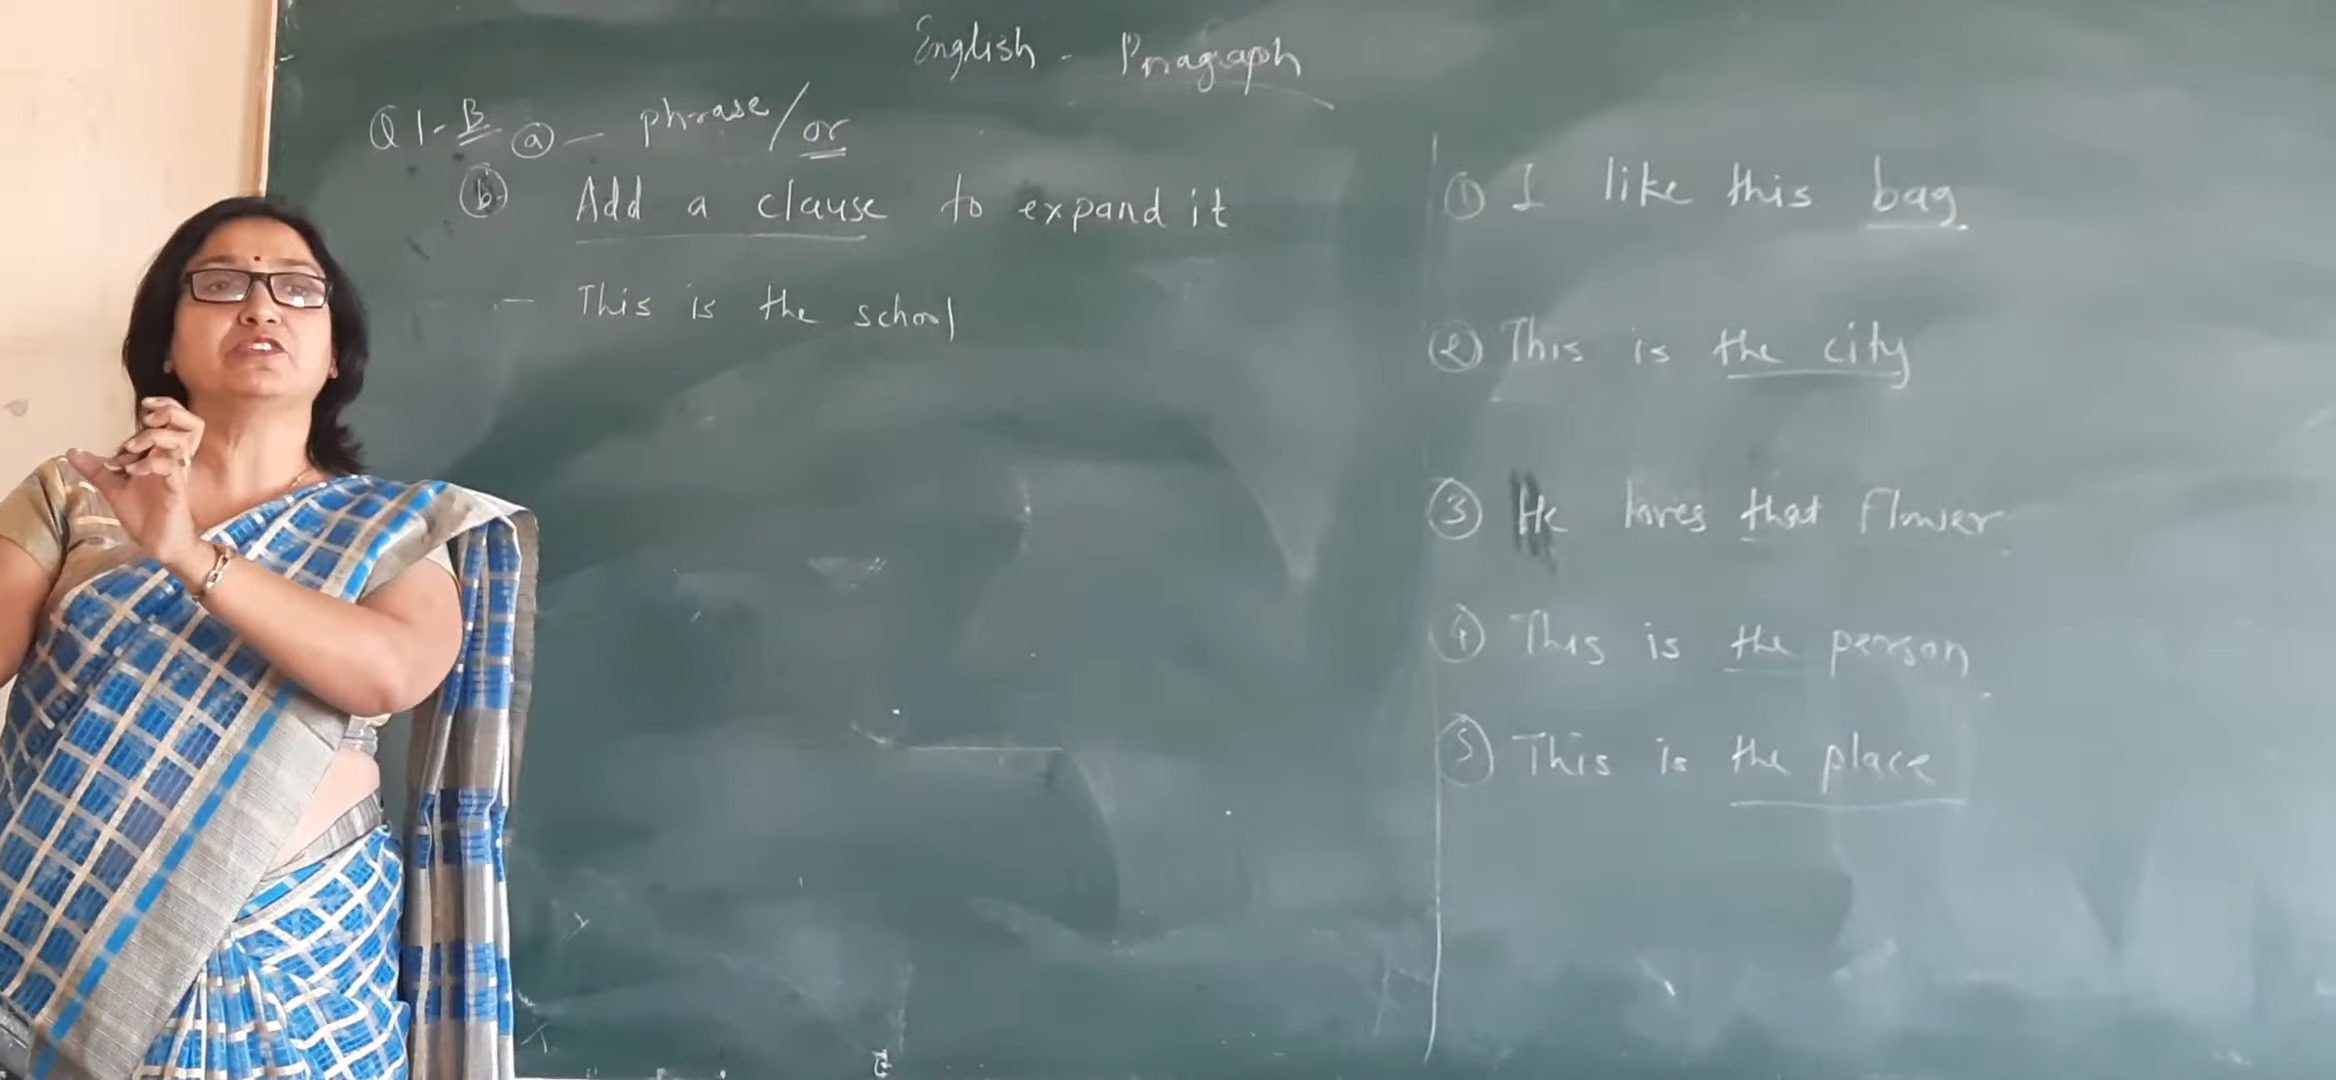 English - Pragraph
Q1-B (a) - phrase/or
(b) Add a clause to expand it
- This is the school
(1) I like this bag.
(2) This is the city
(3) He loves that flower.
(4) This is the person.
(5) This is the place